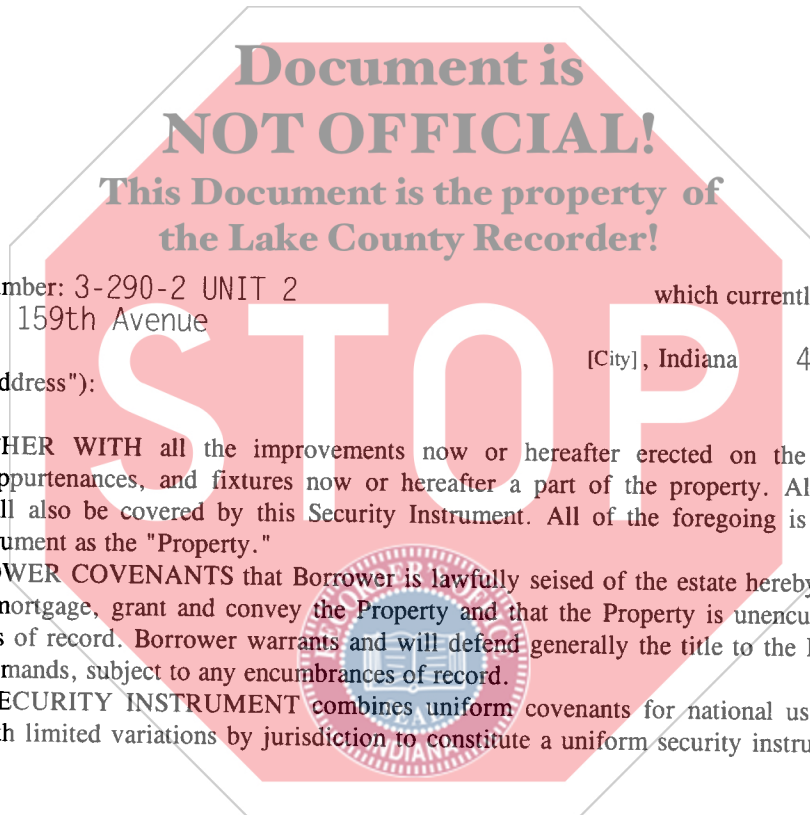 Document is
NOT OFFICIAL!
This Document is the property of
the Lake County Recorder!
mber: 3-290-2 UNIT 2 which currentl
159th Avenue
[City], Indiana 4
ddress"):
STOP
HER WITH all the improvements now or hereafter erected on the
ppurtenances, and fixtures now or hereafter a part of the property. Al
ll also be covered by this Security Instrument. All of the foregoing is
ument as the "Property."
OWER COVENANTS that Borrower is lawfully seised of the estate hereby
mortgage, grant and convey the Property and that the Property is unencu
s of record. Borrower warrants and will defend generally the title to the
mands, subject to any encumbrances of record.
ECURITY INSTRUMENT combines uniform covenants for national us
th limited variations by jurisdiction to constitute a uniform security instru
SEAL
INDIANA